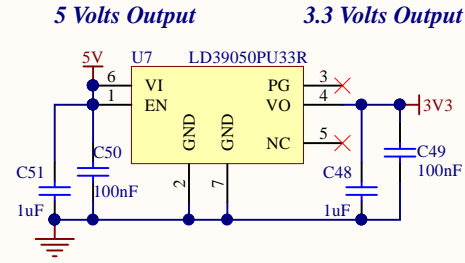 5 Volts Output 3.3 Volts Output
5V U7 LD39050PU33R
6 VI PG 3
1 EN VO 4 3V3
GND GND NC 5
C51 C50 C48 C49
100nF 100nF
2 7
1uF 1uF